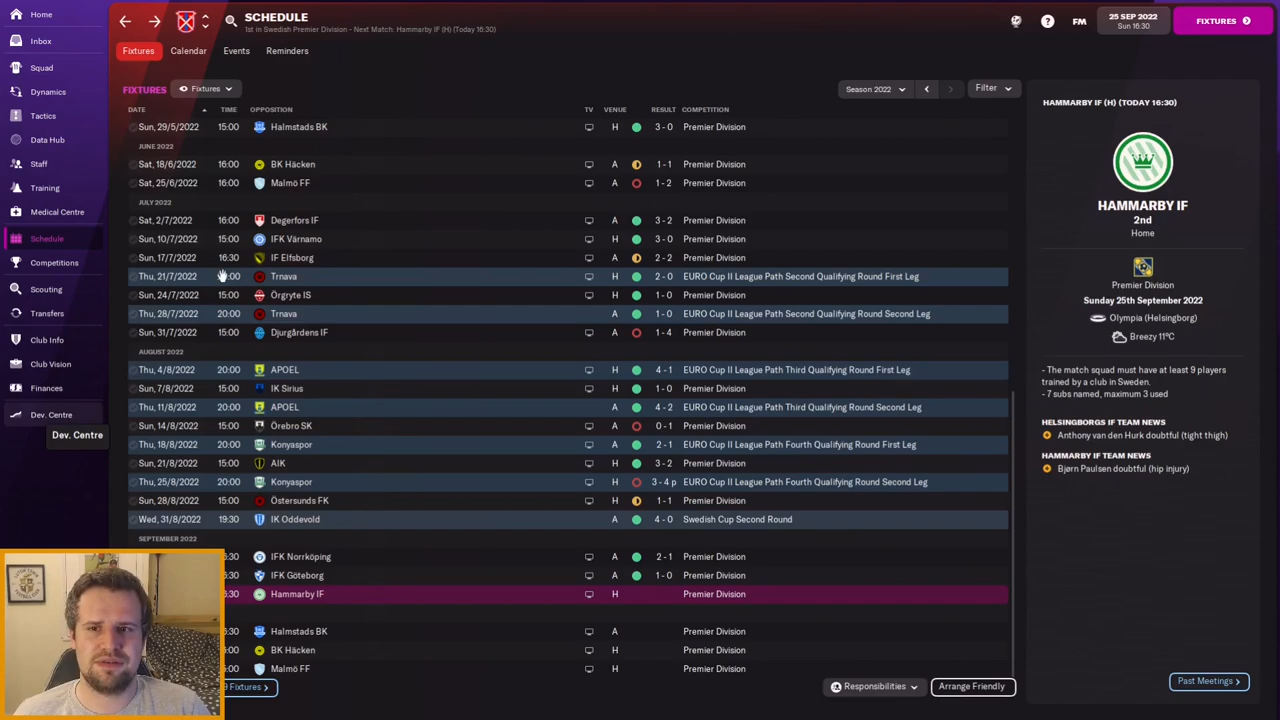 Home
Inbox
Squad
Dynamics
Tactics
Data Hub
Staff
Training
Medical Centre
Schedule
Competitions
Scouting
Transfers
Club Info
Club Vision
Finances
Dev. Centre
Dev. Centre
SCHEDULE
1st in Swedish Premier Division - Next Match: Hammarby IF (H) (Today 16:30)
FM
25 SEP 2022
Sun 16:30
FIXTURES
Fixtures Calendar Events Reminders
FIXTURES Fixtures Season 2022 Filter
DATE TIME OPPOSITION TV VENUE RESULT COMPETITION
Sun, 29/5/2022 15:00 Halmstads BK H 3 - 0 Premier Division
JUNE 2022
Sat, 18/6/2022 16:00 BK Häcken A 1 - 1 Premier Division
Sat, 25/6/2022 16:00 Malmö FF A 1 - 2 Premier Division
JULY 2022
Sat, 2/7/2022 16:00 Degerfors IF A 3 - 2 Premier Division
Sun, 10/7/2022 15:00 IFK Värnamo H 3 - 0 Premier Division
Sun, 17/7/2022 16:30 IF Elfsborg A 2 - 2 Premier Division
Thu, 21/7/2022 :00 Trnava H 2 - 0 EURO Cup II League Path Second Qualifying Round First Leg
Sun, 24/7/2022 15:00 Örgryte IS H 1 - 0 Premier Division
Thu, 28/7/2022 20:00 Trnava A 1 - 0 EURO Cup II League Path Second Qualifying Round Second Leg
Sun, 31/7/2022 15:00 Djurgårdens IF A 1 - 4 Premier Division
AUGUST 2022
Thu, 4/8/2022 20:00 APOEL H 4 - 1 EURO Cup II League Path Third Qualifying Round First Leg
Sun, 7/8/2022 15:00 IK Sirius H 1 - 0 Premier Division
Thu, 11/8/2022 20:00 APOEL A 4 - 2 EURO Cup II League Path Third Qualifying Round Second Leg
Sun, 14/8/2022 15:00 Örebro SK A 0 - 1 Premier Division
Thu, 18/8/2022 20:00 Konyaspor A 2 - 1 EURO Cup II League Path Fourth Qualifying Round First Leg
Sun, 21/8/2022 15:00 AIK H 3 - 2 Premier Division
Thu, 25/8/2022 20:00 Konyaspor H 3 - 4 p EURO Cup II League Path Fourth Qualifying Round Second Leg
Sun, 28/8/2022 15:00 Östersunds FK H 1 - 1 Premier Division
Wed, 31/8/2022 19:30 IK Oddevold A 4 - 0 Swedish Cup Second Round
SEPTEMBER 2022
:30 IFK Norrköping A 2 - 1 Premier Division
:30 IFK Göteborg A 1 - 0 Premier Division
:30 Hammarby IF H Premier Division
:30 Halmstads BK A Premier Division
:00 BK Häcken H Premier Division
:00 Malmö FF H Premier Division
Fixtures
Responsibilities
Arrange Friendly
HAMMARBY IF (H) (TODAY 16:30)
HAMMARBY IF
2nd
Home
Premier Division
Sunday 25th September 2022
Olympia (Helsingborg)
Breezy 11°C
- The match squad must have at least 9 players
trained by a club in Sweden.
- 7 subs named, maximum 3 used
HELSINGBORGS IF TEAM NEWS
Anthony van den Hurk doubtful (tight thigh)
HAMMARBY IF TEAM NEWS
Bjørn Paulsen doubtful (hip injury)
Past Meetings